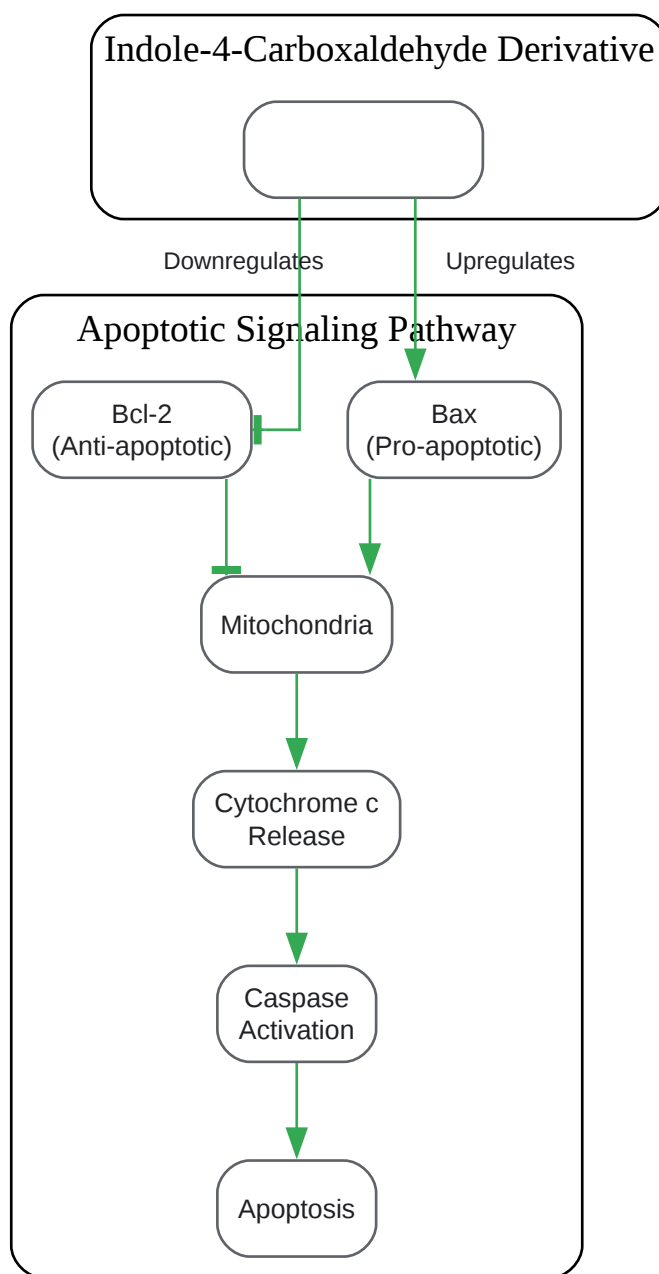 Indole-4-Carboxaldehyde Derivative
Downregulates
Upregulates
Apoptotic Signaling Pathway
Bcl-2
(Anti-apoptotic)
Bax
(Pro-apoptotic)
Mitochondria
Cytochrome c
Release
Caspase
Activation
Apoptosis